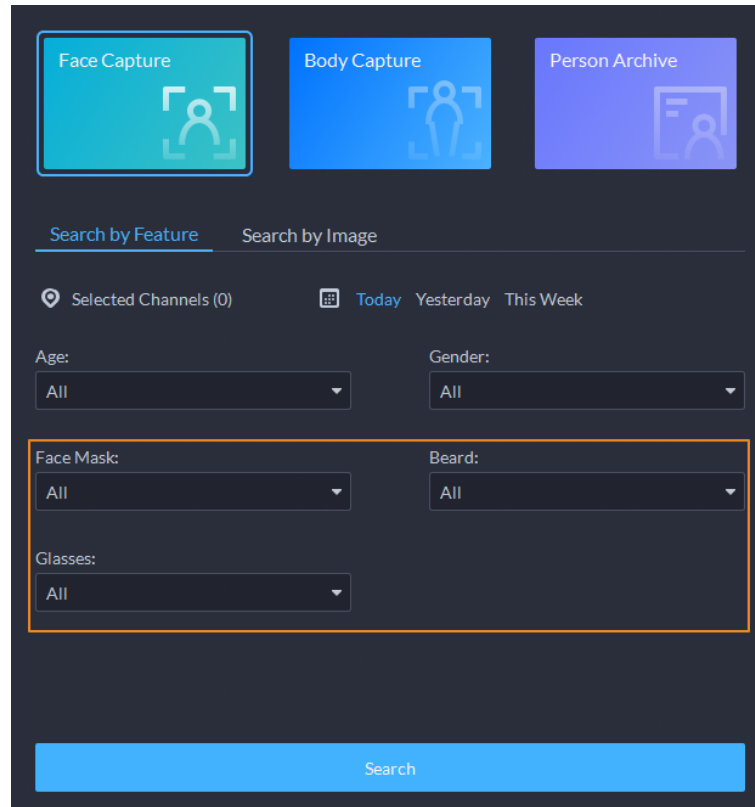 Face Capture
Body Capture
Person Archive
Search by Feature
Search by Image
Selected Channels (0)
Today
Yesterday
This Week
Age:
Gender:
All
All
Face Mask:
Beard:
All
All
Glasses:
All
Search